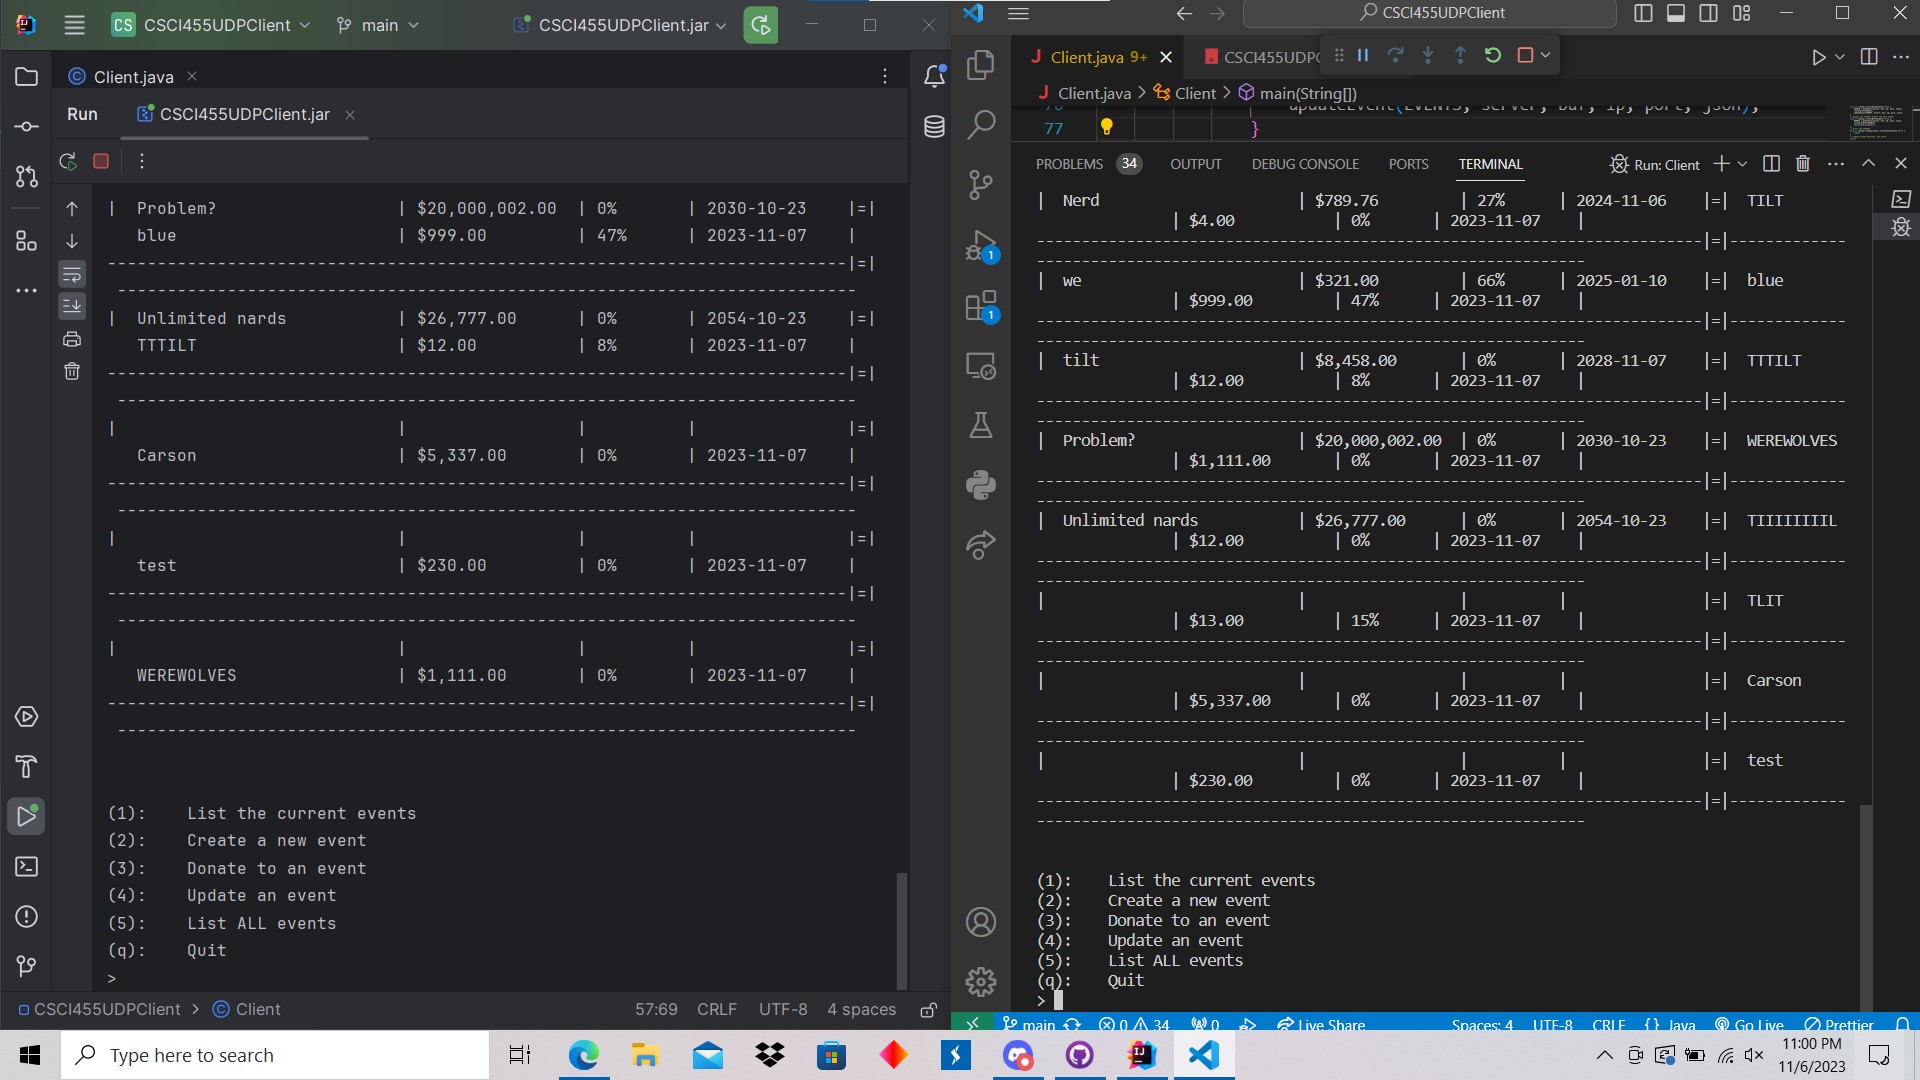 CS CSCI455UDPClient main CSCI455UDPClient.jar
Client.java
Run CSCI455UDPClient.jar
| Problem? | $20,000,002.00 | 0% | 2030-10-23 |=|
blue | $999.00 | 47% | 2023-11-07 |
--------------------------------------------------------------------------|=|
--------------------------------------------------------------------------
| Unlimited nards | $26,777.00 | 0% | 2054-10-23 |=|
TTTILT | $12.00 | 8% | 2023-11-07 |
--------------------------------------------------------------------------|=|
--------------------------------------------------------------------------
| | | | |=|
Carson | $5,337.00 | 0% | 2023-11-07 |
--------------------------------------------------------------------------|=|
--------------------------------------------------------------------------
| | | | |=|
test | $230.00 | 0% | 2023-11-07 |
--------------------------------------------------------------------------|=|
--------------------------------------------------------------------------
| | | | |=|
WEREWOLVES | $1,111.00 | 0% | 2023-11-07 |
--------------------------------------------------------------------------|=|
--------------------------------------------------------------------------
(1): List the current events
(2): Create a new event
(3): Donate to an event
(4): Update an event
(5): List ALL events
(q): Quit
>
CSCI455UDPClient > Client 57:69 CRLF UTF-8 4 spaces
CSCI455UDPClient
Client.java 9+ CSCI455UDPC
Client.java > Client > main(String[])
updateEvent(EVENTS, server, buf, ip, port, json);
77 }
PROBLEMS 34 OUTPUT DEBUG CONSOLE PORTS TERMINAL Run: Client
| Nerd | $789.76 | 27% | 2024-11-06 |=| TILT
| $4.00 | 0% | 2023-11-07 |
--------------------------------------------------------------------------|=|-------------
-------------------------------------------------------------
| we | $321.00 | 66% | 2025-01-10 |=| blue
| $999.00 | 47% | 2023-11-07 |
--------------------------------------------------------------------------|=|-------------
-------------------------------------------------------------
| tilt | $8,458.00 | 0% | 2028-11-07 |=| TTTILT
| $12.00 | 8% | 2023-11-07 |
--------------------------------------------------------------------------|=|-------------
-------------------------------------------------------------
| Problem? | $20,000,002.00 | 0% | 2030-10-23 |=| WEREWOLVES
| $1,111.00 | 0% | 2023-11-07 |
--------------------------------------------------------------------------|=|-------------
-------------------------------------------------------------
| Unlimited nards | $26,777.00 | 0% | 2054-10-23 |=| TIIIIIIIIL
| $12.00 | 0% | 2023-11-07 |
--------------------------------------------------------------------------|=|-------------
-------------------------------------------------------------
| | | | |=| TLIT
| $13.00 | 15% | 2023-11-07 |
--------------------------------------------------------------------------|=|-------------
-------------------------------------------------------------
| | | | |=| Carson
| $5,337.00 | 0% | 2023-11-07 |
--------------------------------------------------------------------------|=|-------------
-------------------------------------------------------------
| | | | |=| test
| $230.00 | 0% | 2023-11-07 |
--------------------------------------------------------------------------|=|-------------
-------------------------------------------------------------
(1): List the current events
(2): Create a new event
(3): Donate to an event
(4): Update an event
(5): List ALL events
(q): Quit
>
main 0 34 0 Live Share Spaces: 4 UTF-8 CRLF {} Java Go Live Prettier
Type here to search
11:00 PM
11/6/2023